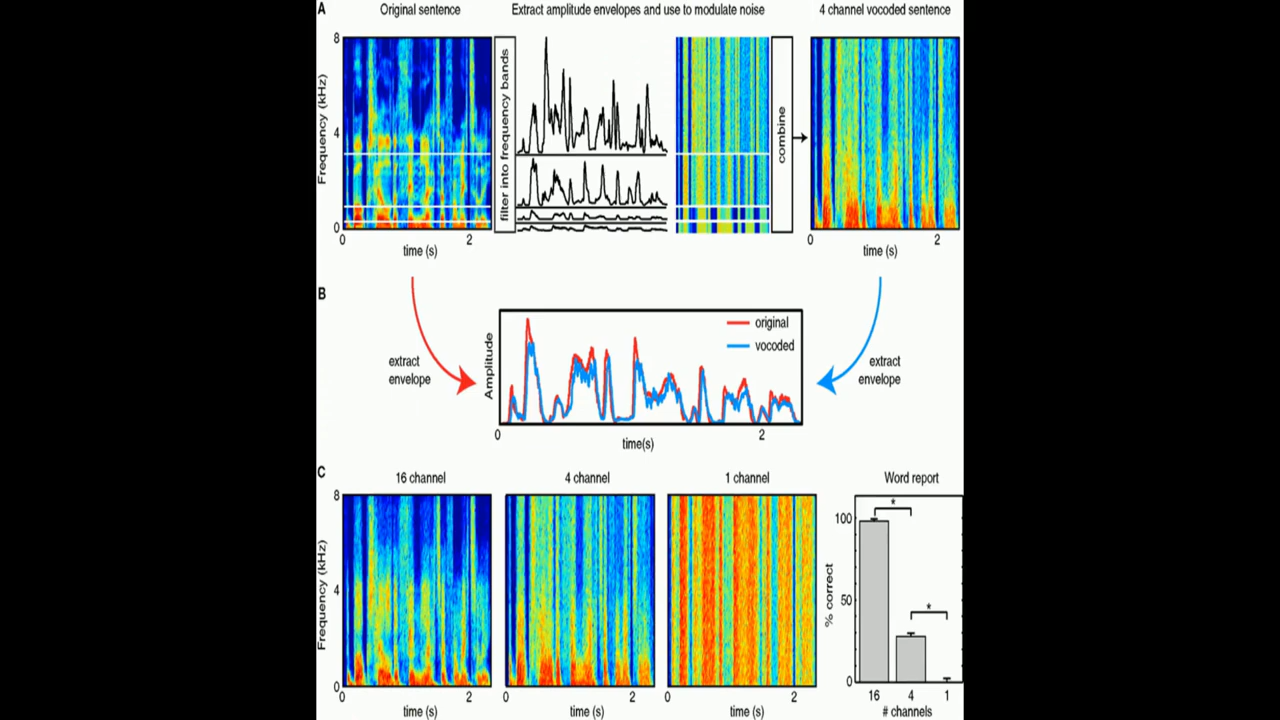 A
Original sentence
Extract amplitude envelopes and use to modulate noise
4 channel vocoded sentence
8
4
0
Frequency (kHz)
0
2
time (s)
filter into frequency bands
combine
0
2
time (s)
B
extract
envelope
Amplitude
original
vocoded
0
2
time(s)
extract
envelope
C
16 channel
4 channel
1 channel
Word report
8
4
0
Frequency (kHz)
0
2
time (s)
0
2
time (s)
0
2
time (s)
100
50
0
% correct
*
*
16
4
1
# channels